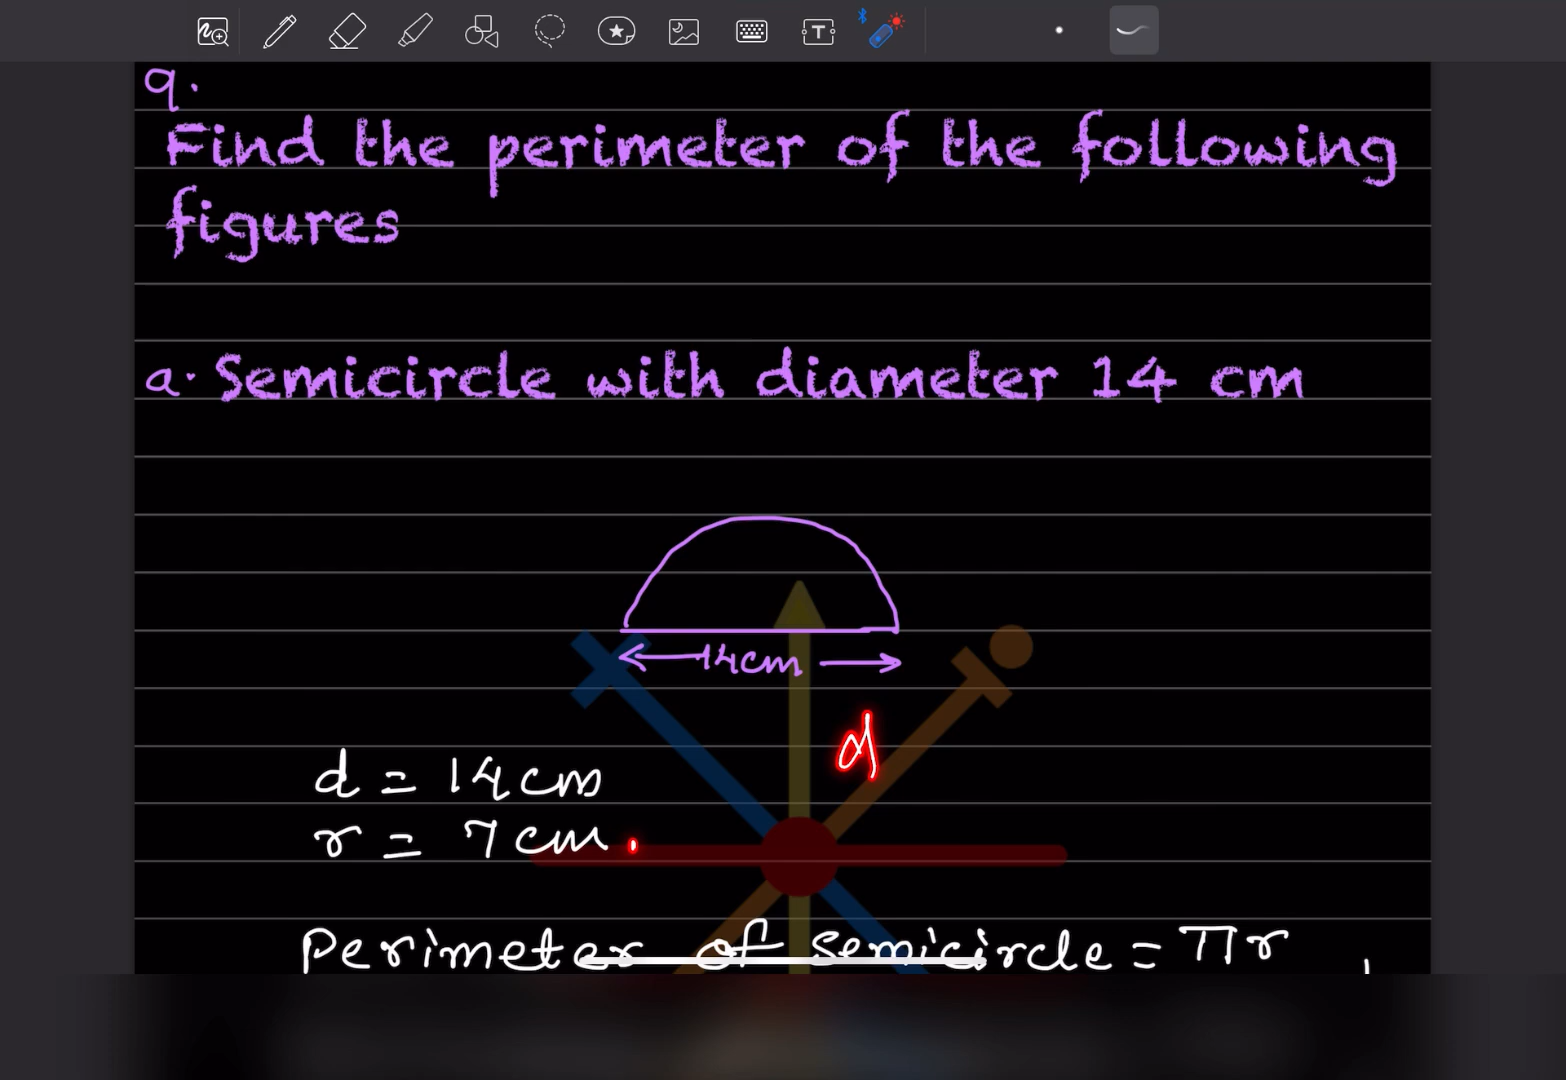 9.
Find the perimeter of the following
figures
a. Semicircle with diameter 14 cm
14cm
d
d = 14cm
r = 7cm.
Perimeter of semicircle = πr